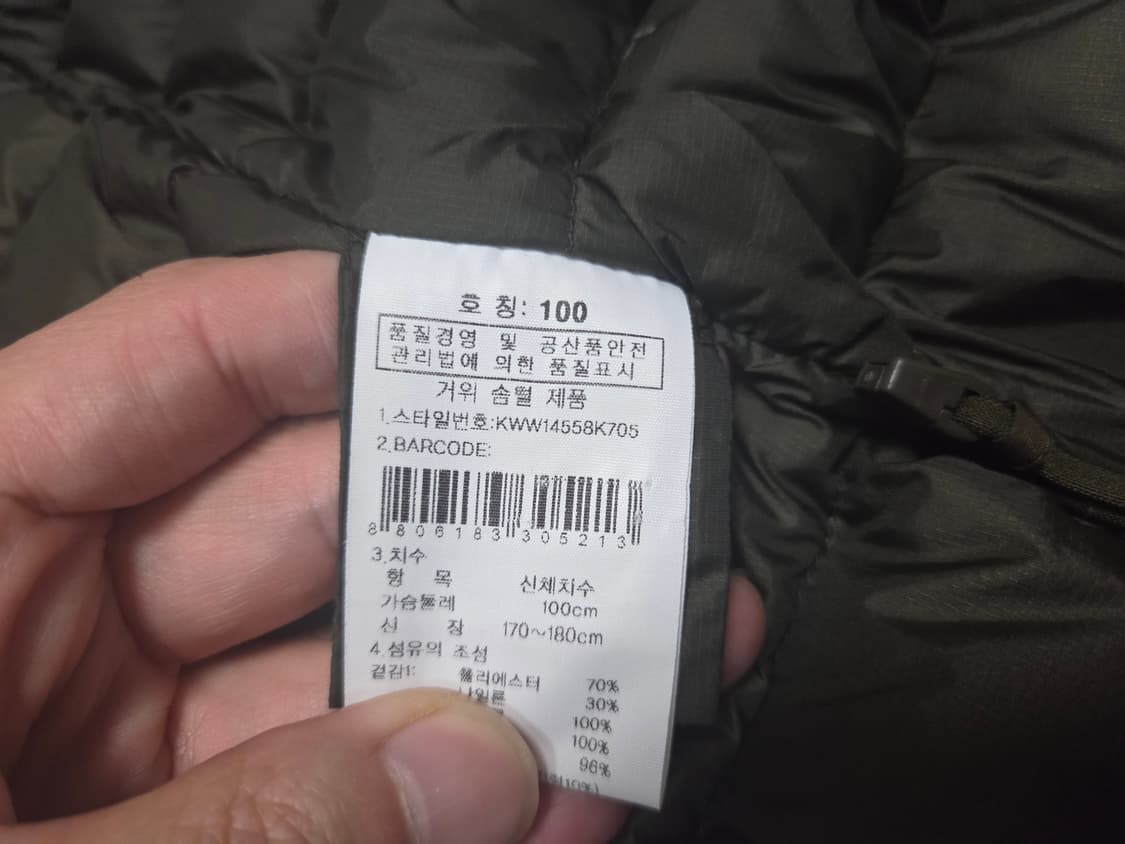 호 칭: 100
품질경영 및 공산품안전
관리법에 의한 품질표시
거위 솜털 제품
1.스타일번호:KWW14558K705
2.BARCODE:
8 806183 305213
3.치수
항 목 신체치수
가슴둘레 100cm
신 장 170~180cm
4.섬유의 조성
겉감1: 폴리에스터 70%
나일론 30%
100%
100%
96%
10%)